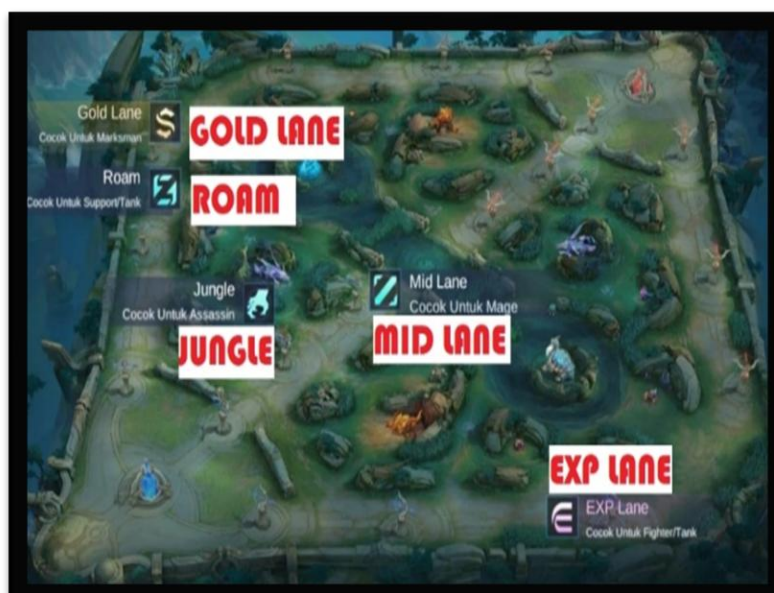 Gold Lane
Cocok Untuk Marksman
GOLD LANE
Roam
Cocok Untuk Support/Tank
ROAM
Jungle
Cocok Untuk Assassin
JUNGLE
Mid Lane
Cocok Untuk Mage
MID LANE
EXP LANE
EXP Lane
Cocok Untuk Fighter/Tank